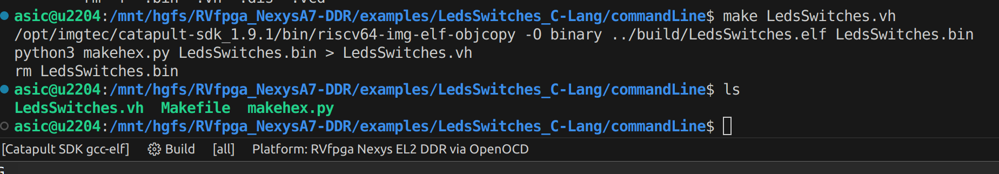 asic@u2204:/mnt/hgfs/RVfpga_NexysA7-DDR/examples/LedsSwitches_C-Lang/commandLine$ make LedsSwitches.vh
/opt/imgtec/catapult-sdk_1.9.1/bin/riscv64-img-elf-objcopy -O binary ../build/LedsSwitches.elf LedsSwitches.bin
python3 makehex.py LedsSwitches.bin > LedsSwitches.vh
rm LedsSwitches.bin
asic@u2204:/mnt/hgfs/RVfpga_NexysA7-DDR/examples/LedsSwitches_C-Lang/commandLine$ ls
LedsSwitches.vh  Makefile  makehex.py
asic@u2204:/mnt/hgfs/RVfpga_NexysA7-DDR/examples/LedsSwitches_C-Lang/commandLine$
[Catapult SDK gcc-elf] Build [all] Platform: RVfpga Nexys EL2 DDR via OpenOCD